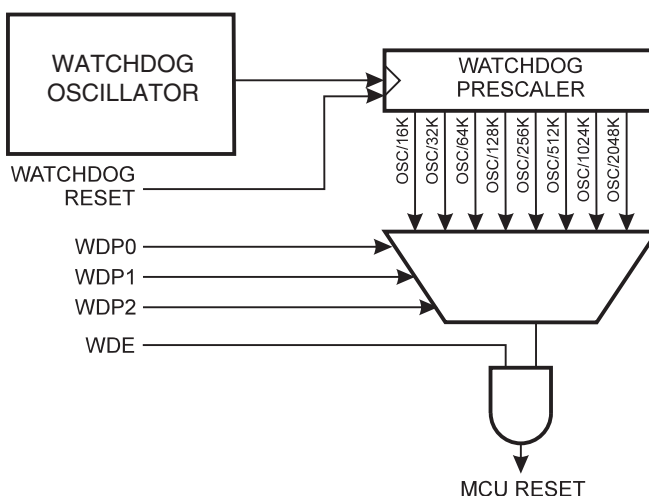 WATCHDOG
OSCILLATOR
WATCHDOG
PRESCALER
OSC/16K
OSC/32K
OSC/64K
OSC/128K
OSC/256K
OSC/512K
OSC/1024K
OSC/2048K
WATCHDOG
RESET
WDP0
WDP1
WDP2
WDE
MCU RESET